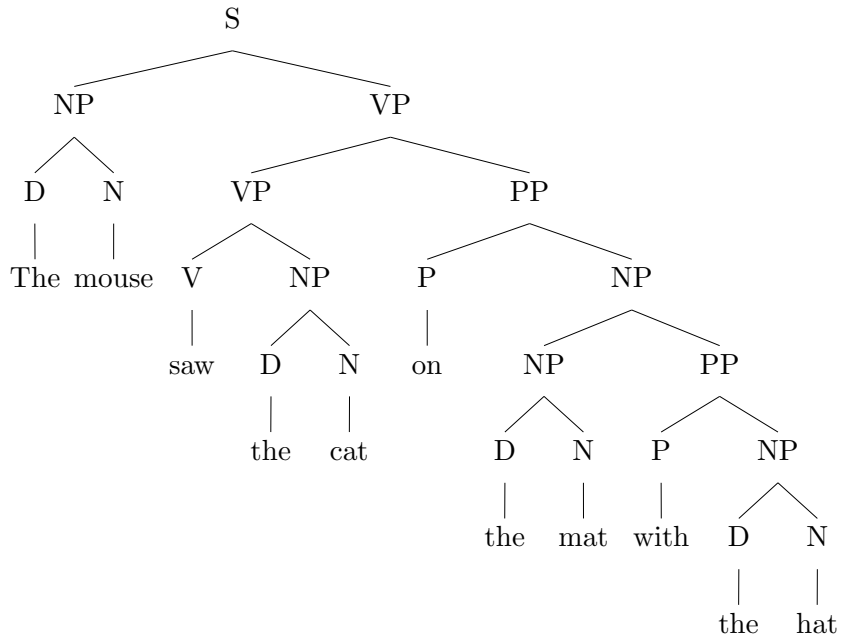 S
NP VP
D N VP PP
The mouse V NP P NP
saw D N on NP PP
the cat D N P NP
the mat with D N
the hat